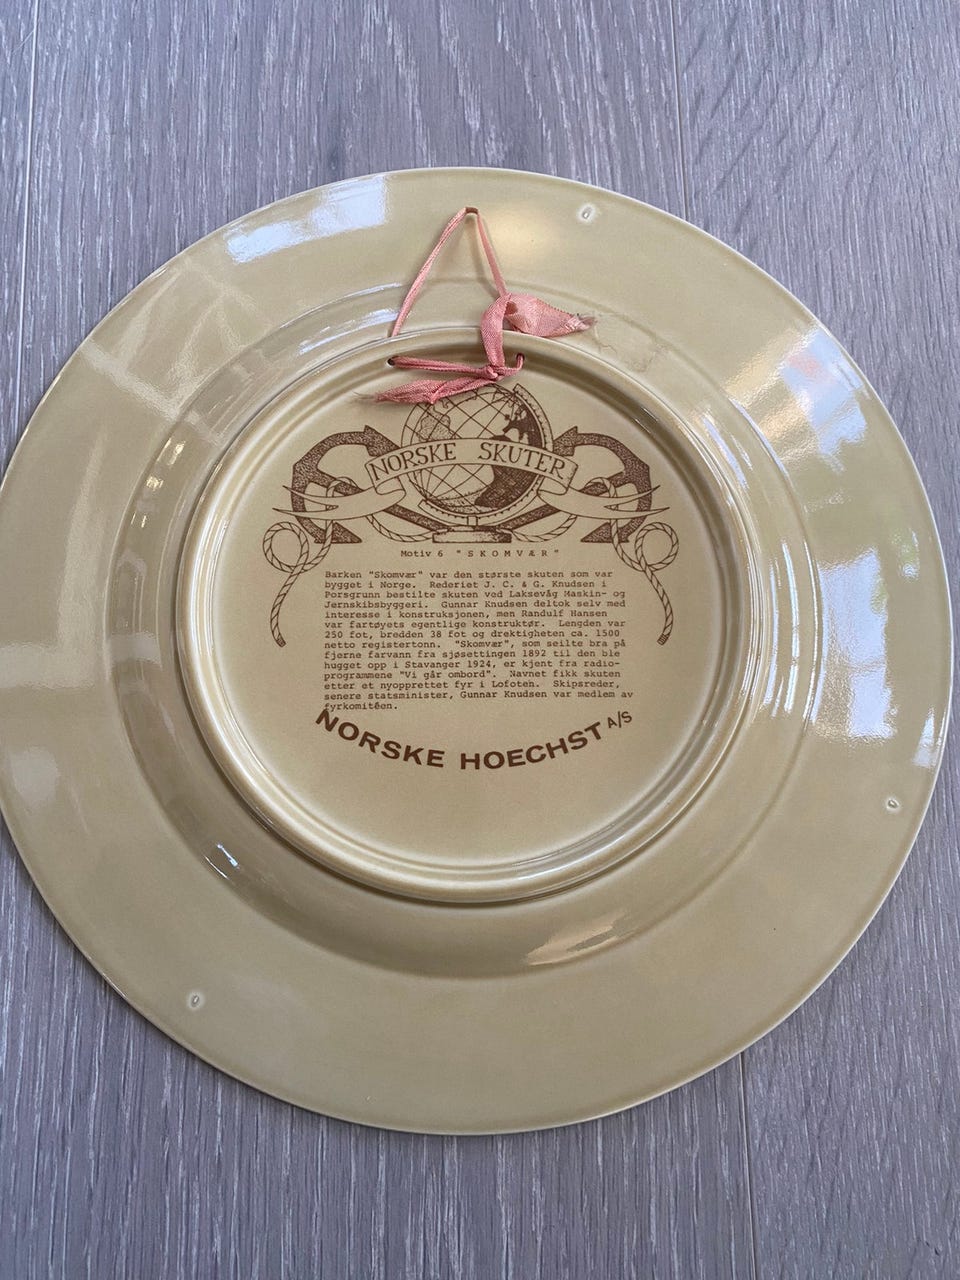 NORSKE SKUTER
Motiv 6 "SKOMVÆR"
Barken "Skomvær" var den største skuten som var
bygget i Norge. Rederiet J. C. & G. Knudsen i
Porsgrunn bestilte skuten ved Laksevåg Maskin- og
Jernskibsbyggeri. Gunnar Knudsen deltok selv med
interesse i konstruksjonen, men Randulf Hansen
var fartøyets egentlige konstruktør. Lengden var
250 fot, bredden 38 fot og drektigheten ca. 1500
netto registertonn. "Skomvær", som seilte bra på
fjerne farvann fra sjøsettingen 1892 til den ble
hugget opp i Stavanger 1924, er kjent fra radio-
programmene "Vi går ombord". Navnet fikk skuten
etter et nyopprettet fyr i Lofoten. Skipsreder,
senere statsminister, Gunnar Knudsen var medlem av
fyrkomitêen.
NORSKE HOECHST A/S